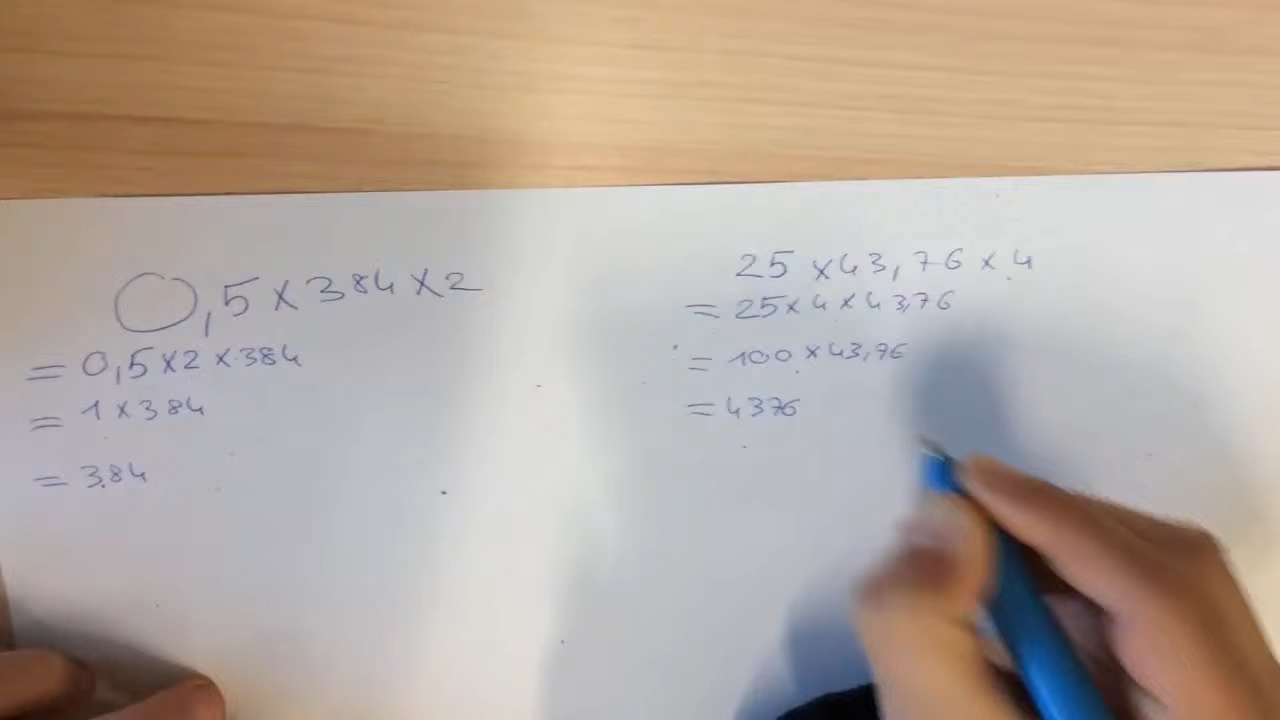 0,5 x 384 x 2
= 0,5 x 2 x 384
= 1 x 384
= 384
25 x 43,76 x 4
= 25 x 4 x 43,76
= 100 x 43,76
= 4376